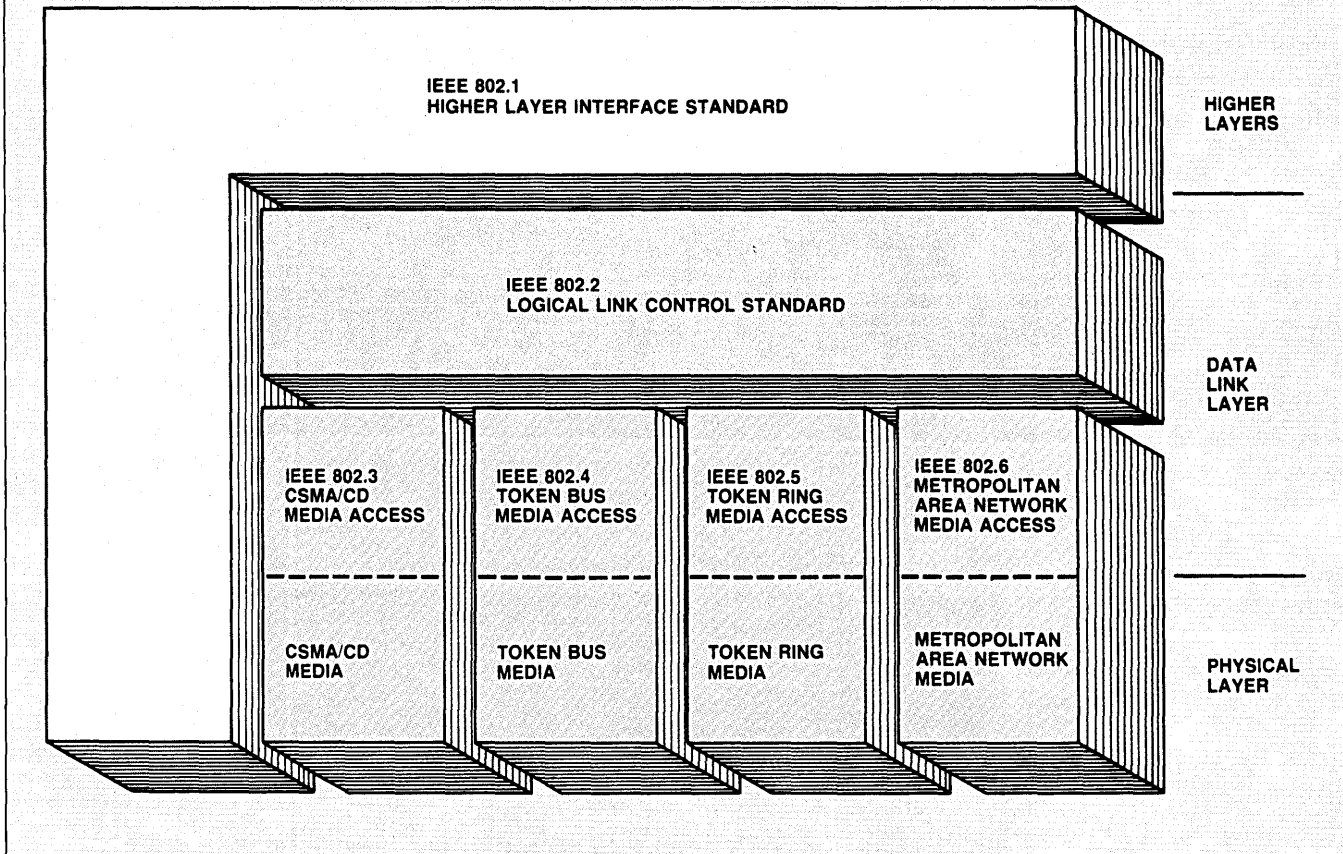 IEEE 802.1
HIGHER LAYER INTERFACE STANDARD
HIGHER
LAYERS
IEEE 802.2
LOGICAL LINK CONTROL STANDARD
DATA
LINK
LAYER
IEEE 802.3
CSMA/CD
MEDIA ACCESS
IEEE 802.4
TOKEN BUS
MEDIA ACCESS
IEEE 802.5
TOKEN RING
MEDIA ACCESS
IEEE 802.6
METROPOLITAN
AREA NETWORK
MEDIA ACCESS
CSMA/CD
MEDIA
TOKEN BUS
MEDIA
TOKEN RING
MEDIA
METROPOLITAN
AREA NETWORK
MEDIA
PHYSICAL
LAYER